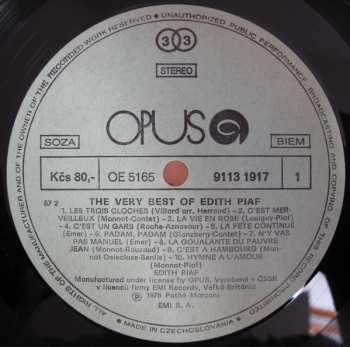 ALL RIGHTS OF THE MANUFACTURER AND OF THE OWNER OF THE RECORDED WORK RESERVED • UNAUTHORIZED PUBLIC PERFORMANCE, BROADCASTING AND COPYING OF THIS RECORD PROHIBITED
33
STEREO
OPUS
SOZA
BIEM
Kčs 80,-
OE 5165
9113 1917
1
THE VERY BEST OF EDITH PIAF
57 2
1. LES TROIS CLOCHES (Villard arr. Herrand) • 2. C'EST MER-
VEILLEUX (Monnot-Contet) • 3. LA VIE EN ROSE (Louiguy-Piaf)
4. C'EST UN GARS (Roche-Aznavour) • 5. LA FÊTE CONTINUE
(Emer) • 6. PADAM, PADAM (Glanzberg-Contet) • 7. N'Y VAS
PAS MANUEL (Emer) • 8. LA GOUALANTE DU PAUVRE
JEAN (Monnot-Rouzaud) • 9. C'EST A HAMBOURG (Mon-
not-Delecluse-Senlis) • 10. HYMNE A L'AMOUR
(Monnot-Piaf)
EDITH PIAF
Manufactured under license by OPUS, Vyrobené v ČSSR
v licencii firmy EMI Records, Veľká Británia
℗ 1975 Pathé Marconi
EMI S. A.
MADE IN CZECHOSLOVAKIA